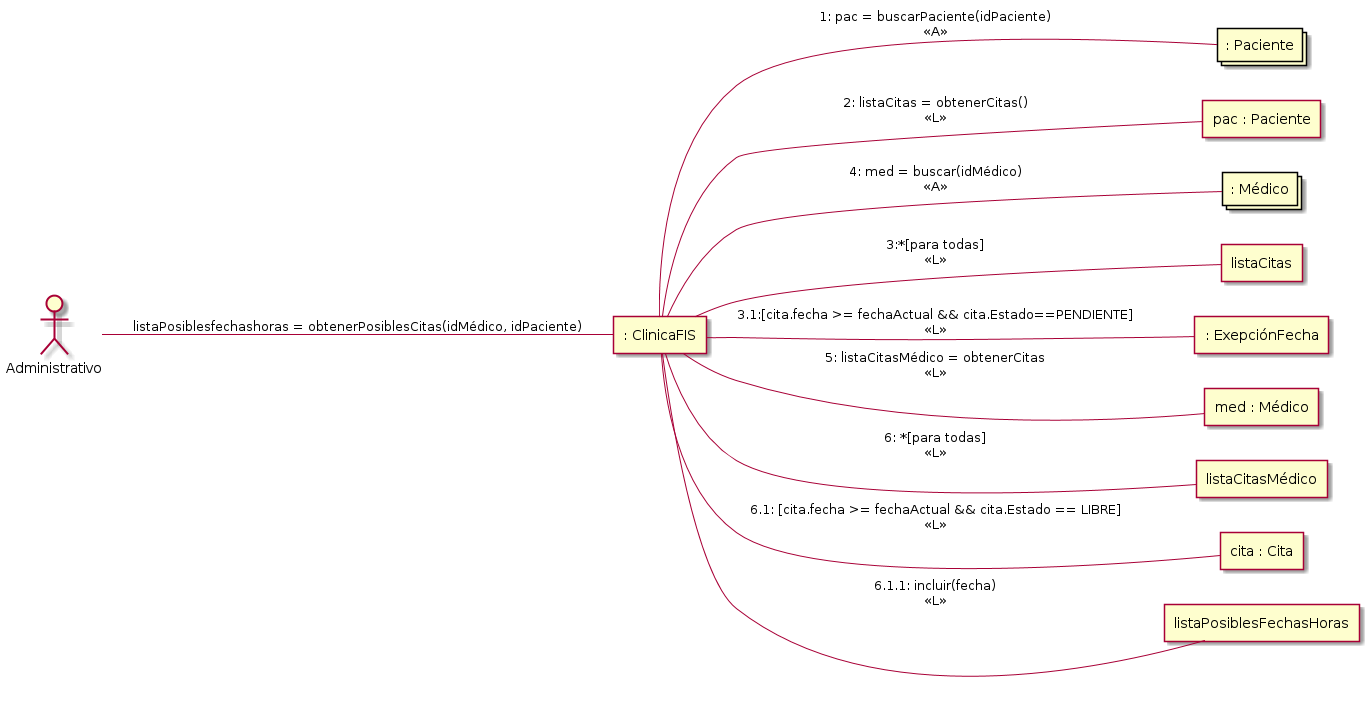 1: pac = buscarPaciente(idPaciente)
«A»
: Paciente
2: listaCitas = obtenerCitas()
«L»
pac : Paciente
4: med = buscar(idMédico)
«A»
: Médico
3:*[para todas]
«L»
listaCitas
listaPosiblesfechashoras = obtenerPosiblesCitas(idMédico, idPaciente)
Administrativo
: ClinicaFIS
3.1:[cita.fecha >= fechaActual && cita.Estado==PENDIENTE]
«L»
: ExepciónFecha
5: listaCitasMédico = obtenerCitas
«L»
med : Médico
6: *[para todas]
«L»
listaCitasMédico
6.1: [cita.fecha >= fechaActual && cita.Estado == LIBRE]
«L»
cita : Cita
6.1.1: incluir(fecha)
«L»
listaPosiblesFechasHoras